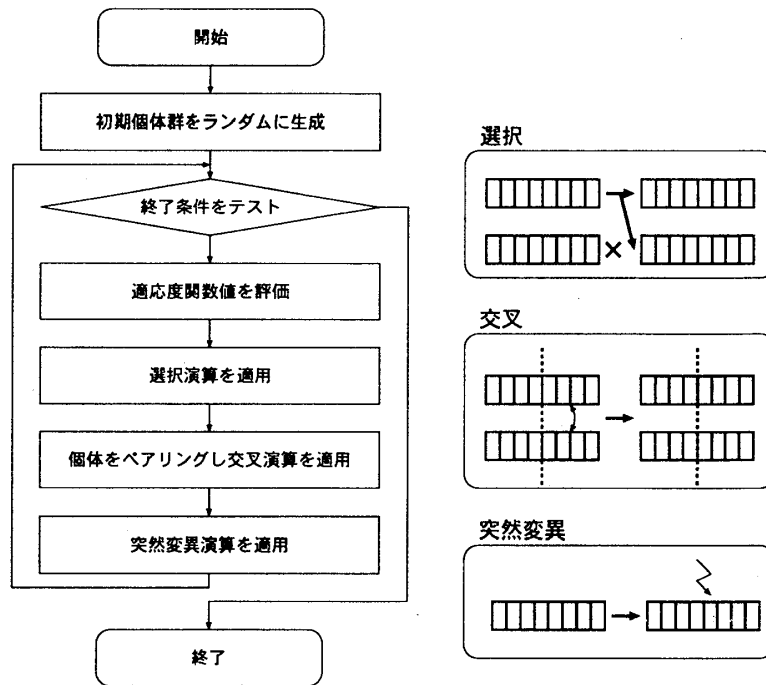 開始
初期個体群をランダムに生成
終了条件をテスト
適応度関数値を評価
選択演算を適用
個体をペアリングし交叉演算を適用
突然変異演算を適用
終了
選択
交叉
突然変異